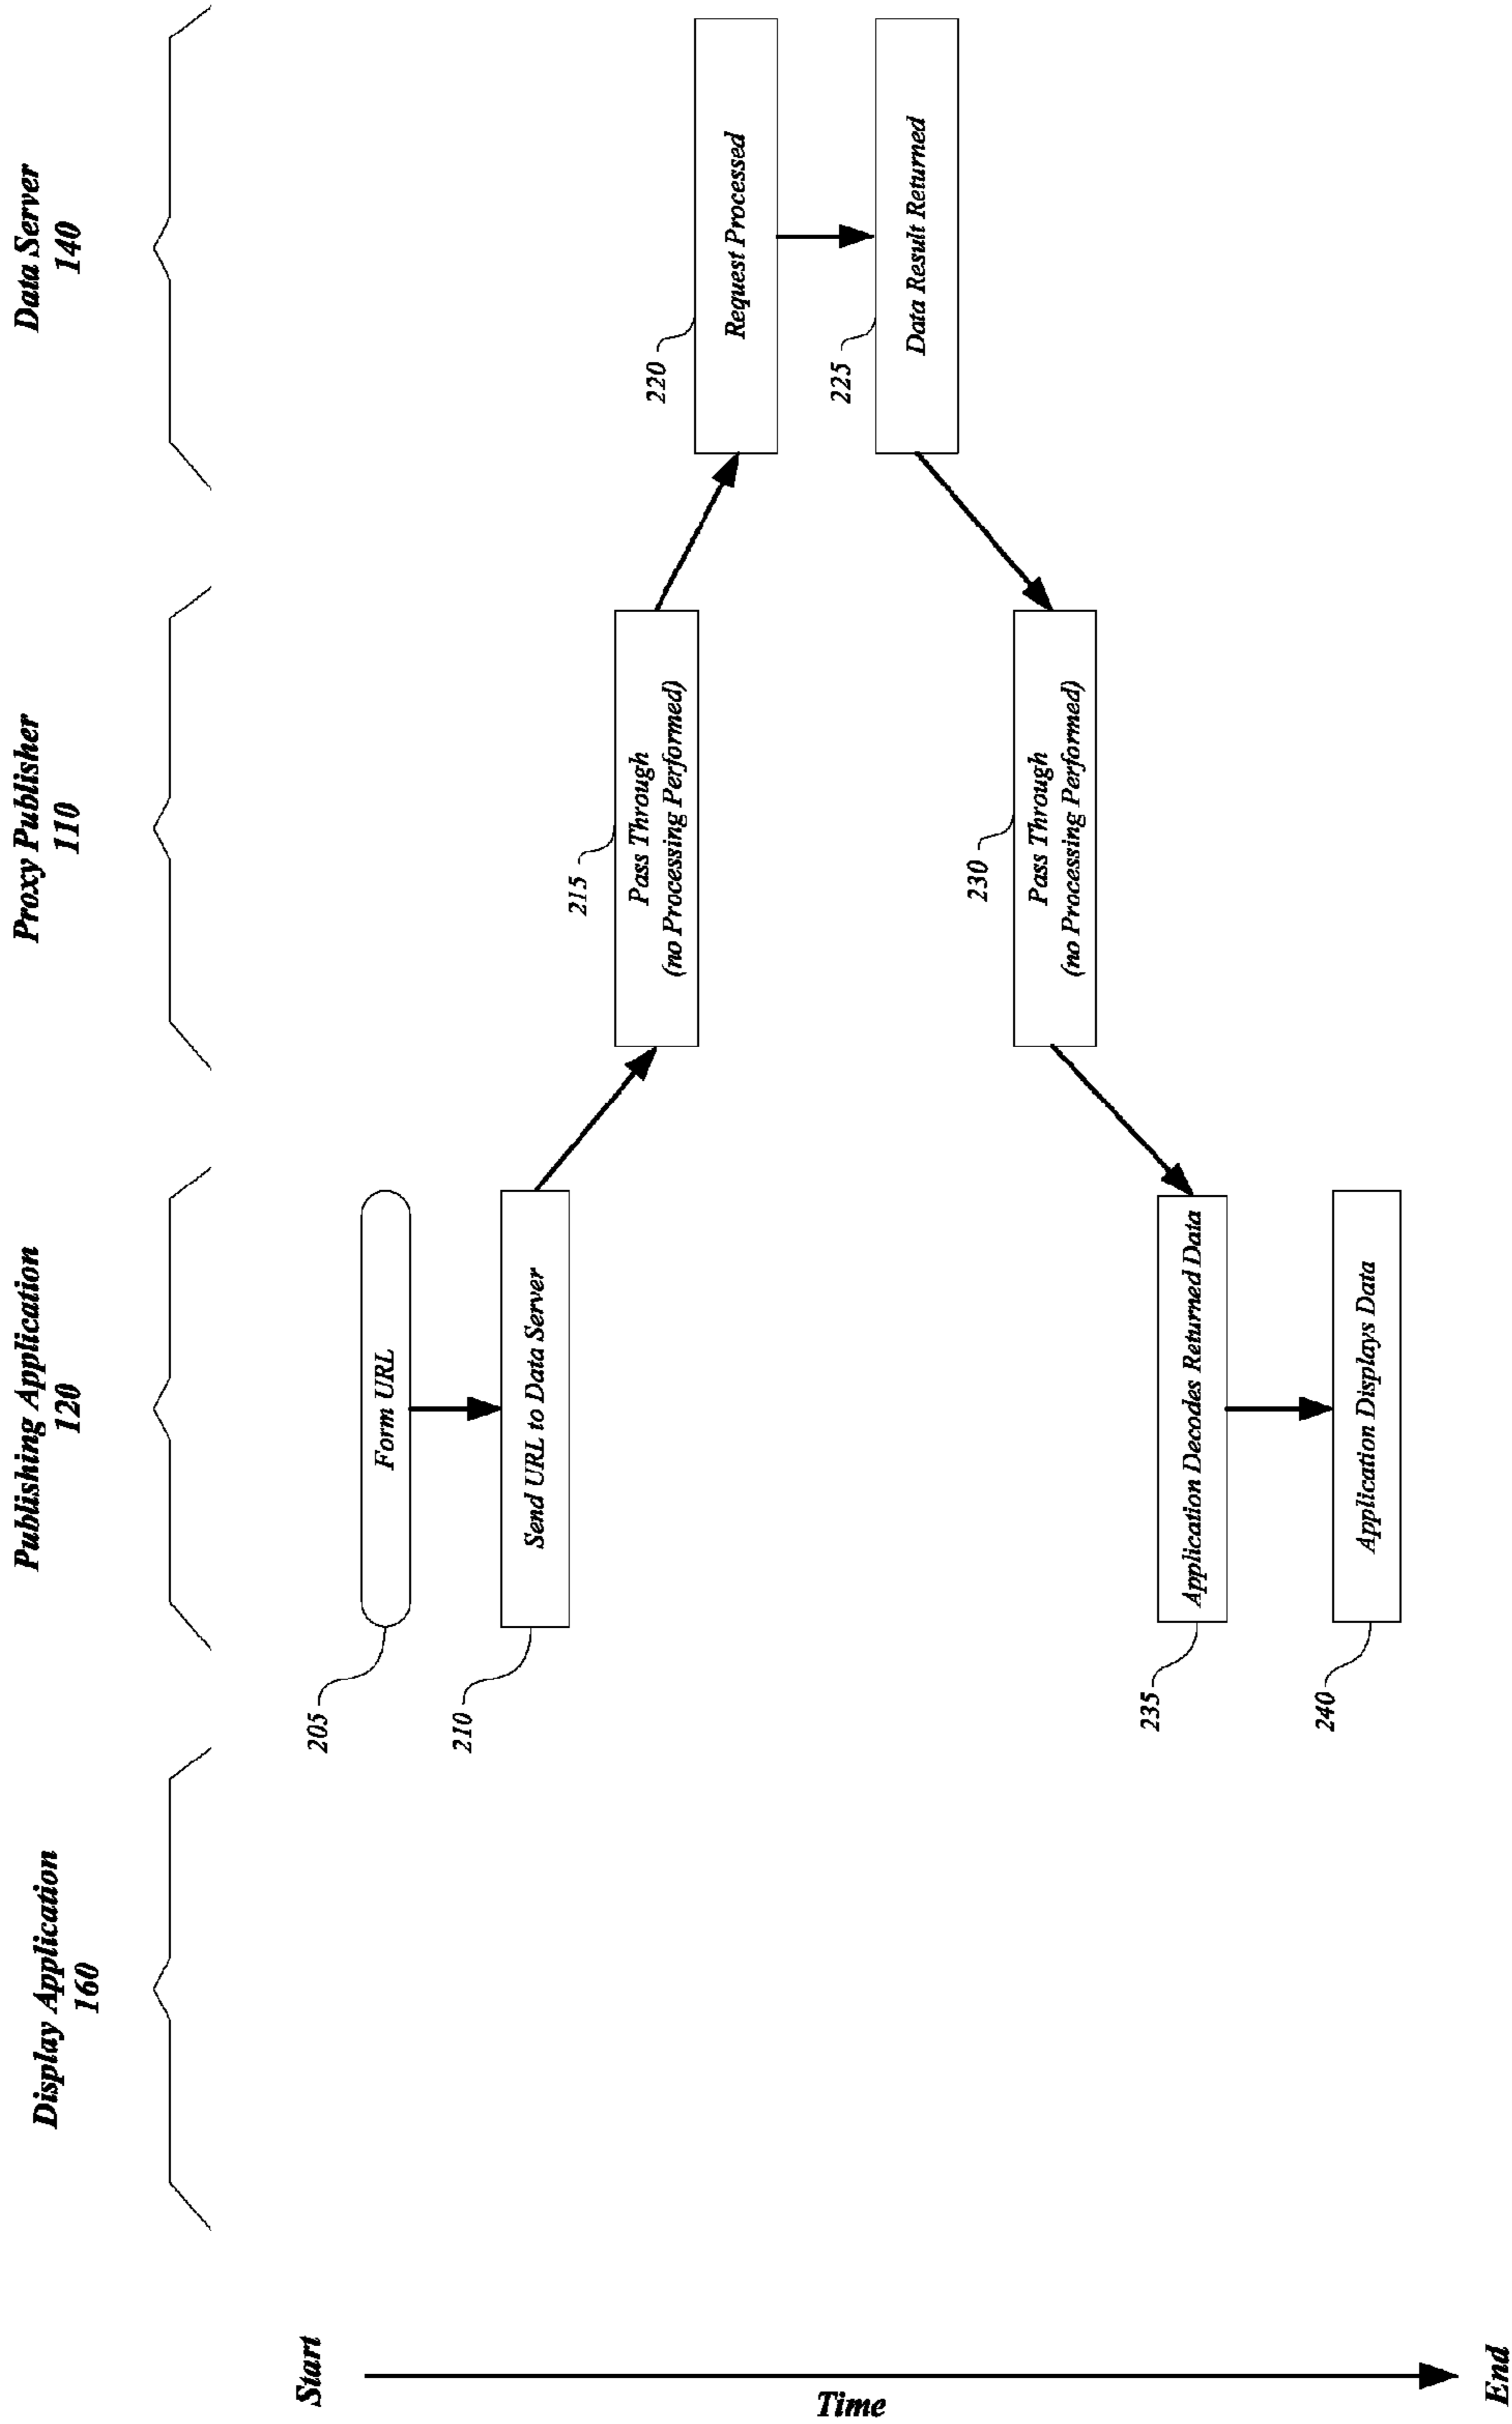 Display Application
160
Publishing Application
120
Proxy Publisher
110
Data Server
140
Start
Time
End
205
Form URL
210
Send URL to Data Server
215
Pass Through
(no Processing Performed)
220
Request Processed
225
Data Result Returned
230
Pass Through
(no Processing Performed)
235
Application Decodes Returned Data
240
Application Displays Data